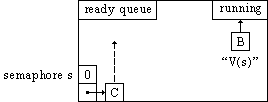 ready queue
running
B
“V(s)”
semaphore s
0
C